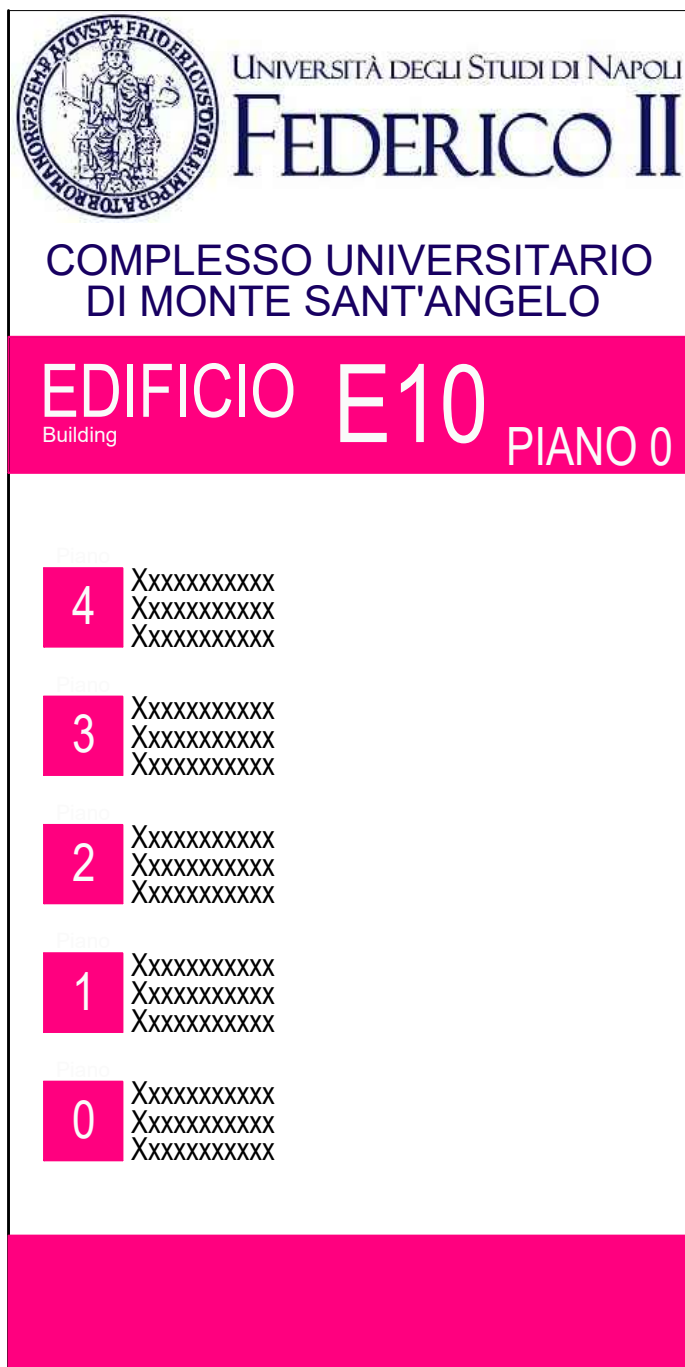 UNIVERSITÀ DEGLI STUDI DI NAPOLI
FEDERICO II
COMPLESSO UNIVERSITARIO
DI MONTE SANT'ANGELO
EDIFICIO E10 PIANO 0
Building
Piano
4
Xxxxxxxxxxx
Xxxxxxxxxxx
Xxxxxxxxxxx
Piano
3
Xxxxxxxxxxx
Xxxxxxxxxxx
Xxxxxxxxxxx
Piano
2
Xxxxxxxxxxx
Xxxxxxxxxxx
Xxxxxxxxxxx
Piano
1
Xxxxxxxxxxx
Xxxxxxxxxxx
Xxxxxxxxxxx
Piano
0
Xxxxxxxxxxx
Xxxxxxxxxxx
Xxxxxxxxxxx